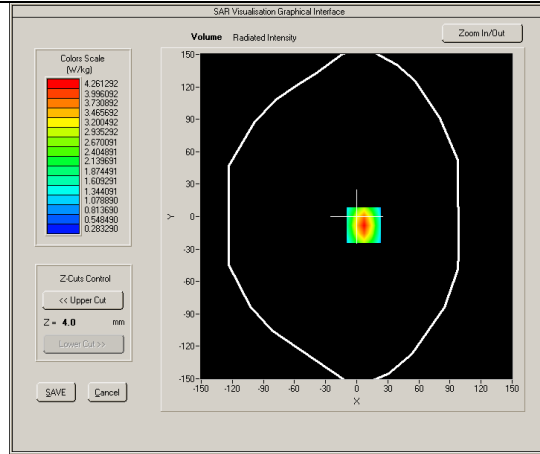 SAR Visualisation Graphical Interface
Volume Radiated Intensity
Zoom In/Out
Colors Scale
(W/kg)
4.261292
3.996092
3.730892
3.465692
3.200492
2.935292
2.670091
2.404891
2.139691
1.874491
1.609291
1.344091
1.078890
0.813690
0.548490
0.283290
Z-Cuts Control
<< Upper Cut
Z = 4.0 mm
Lower Cut >>
SAVE Cancel
150
120
90
60
30
0
-30
-60
-90
-120
-150
Y
-150 -120 -90 -60 -30 0 30 60 90 120 150
X